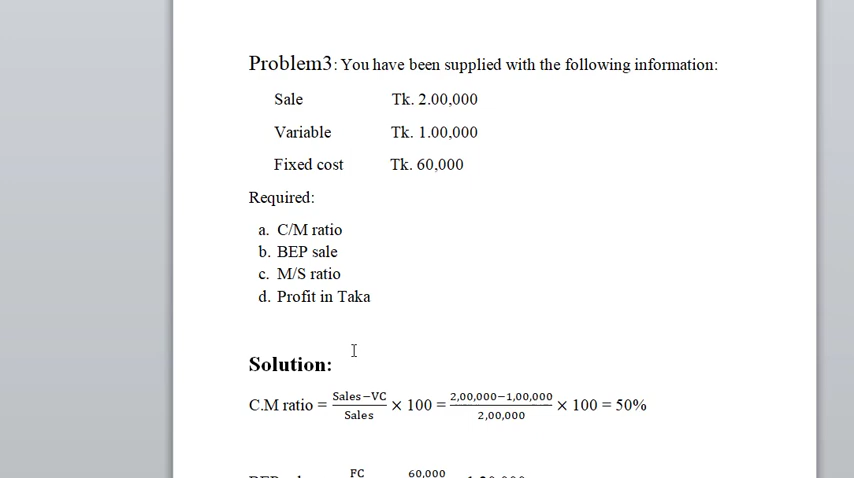 Problem3: You have been supplied with the following information:
Sale Tk. 2.00,000
Variable Tk. 1.00,000
Fixed cost Tk. 60,000
Required:
a. C/M ratio
b. BEP sale
c. M/S ratio
d. Profit in Taka
Solution:
C.M ratio = Sales−VC / Sales × 100 = 2,00,000−1,00,000 / 2,00,000 × 100 = 50%
FC 60,000